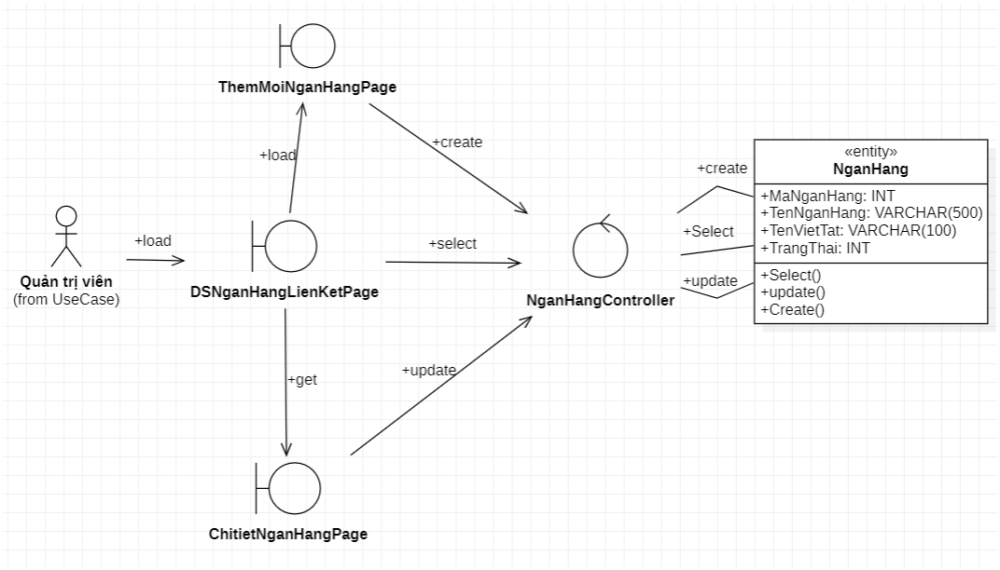 ThemMoiNganHangPage
+load
+create
Quản trị viên
(from UseCase)
+load
DSNganHangLienKetPage
+select
NganHangController
+create
+Select
+update
«entity»
NganHang
+MaNganHang: INT
+TenNganHang: VARCHAR(500)
+TenVietTat: VARCHAR(100)
+TrangThai: INT
+Select()
+update()
+Create()
+get
+update
ChitietNganHangPage